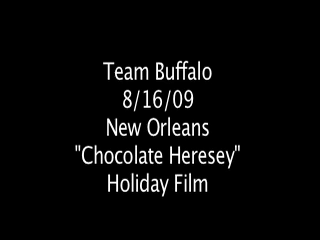 Team Buffalo
8/16/09
New Orleans
"Chocolate Heresey"
Holiday Film